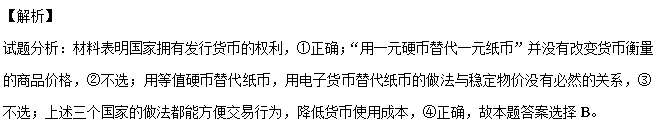 【解析】
试题分析：材料表明国家拥有发行货币的权利，①正确；“用一元硬币替代一元纸币”并没有改变货币衡量
的商品价格，②不选；用等值硬币替代纸币，用电子货币替代纸币的做法与稳定物价没有必然的关系，③
不选；上述三个国家的做法都能方便交易行为，降低货币使用成本，④正确，故本题答案选择 B。